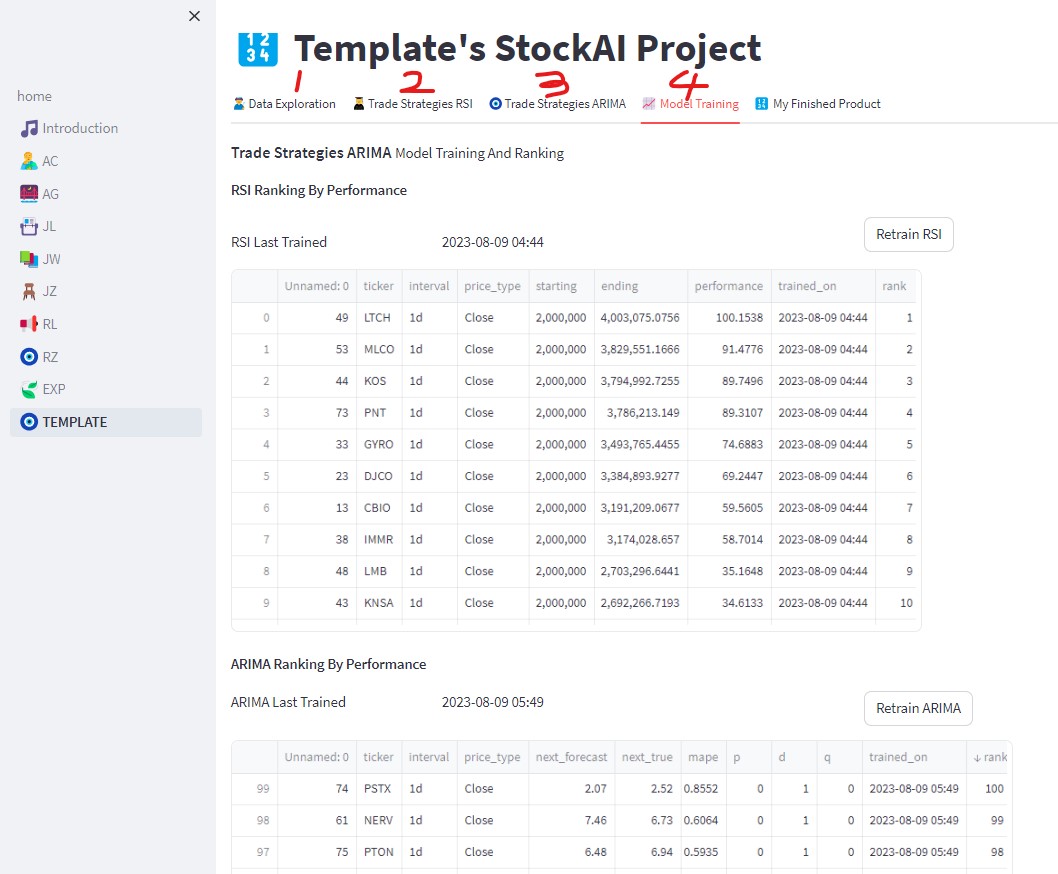 home
Introduction
AC
AG
JL
JW
JZ
RL
RZ
EXP
TEMPLATE
1 2 3 4 Template's StockAI Project
1 2 3 4
Data Exploration Trade Strategies RSI Trade Strategies ARIMA Model Training My Finished Product
Trade Strategies ARIMA Model Training And Ranking
RSI Ranking By Performance
RSI Last Trained 2023-08-09 04:44 Retrain RSI
Unnamed: 0 ticker interval price_type starting ending performance trained_on rank
0 49 LTCH 1d Close 2,000,000 4,003,075.0756 100.1538 2023-08-09 04:44 1
1 53 MLCO 1d Close 2,000,000 3,829,551.1666 91.4776 2023-08-09 04:44 2
2 44 KOS 1d Close 2,000,000 3,794,992.7255 89.7496 2023-08-09 04:44 3
3 73 PNT 1d Close 2,000,000 3,786,213.149 89.3107 2023-08-09 04:44 4
4 33 GYRO 1d Close 2,000,000 3,493,765.4455 74.6883 2023-08-09 04:44 5
5 23 DJCO 1d Close 2,000,000 3,384,893.9277 69.2447 2023-08-09 04:44 6
6 13 CBIO 1d Close 2,000,000 3,191,209.0677 59.5605 2023-08-09 04:44 7
7 38 IMMR 1d Close 2,000,000 3,174,028.657 58.7014 2023-08-09 04:44 8
8 48 LMB 1d Close 2,000,000 2,703,296.6441 35.1648 2023-08-09 04:44 9
9 43 KNSA 1d Close 2,000,000 2,692,266.7193 34.6133 2023-08-09 04:44 10
ARIMA Ranking By Performance
ARIMA Last Trained 2023-08-09 05:49 Retrain ARIMA
Unnamed: 0 ticker interval price_type next_forecast next_true mape p d q trained_on ↓ rank
99 74 PSTX 1d Close 2.07 2.52 0.8552 0 1 0 2023-08-09 05:49 100
98 61 NERV 1d Close 7.46 6.73 0.6064 0 1 0 2023-08-09 05:49 99
97 75 PTON 1d Close 6.48 6.94 0.5935 0 1 0 2023-08-09 05:49 98